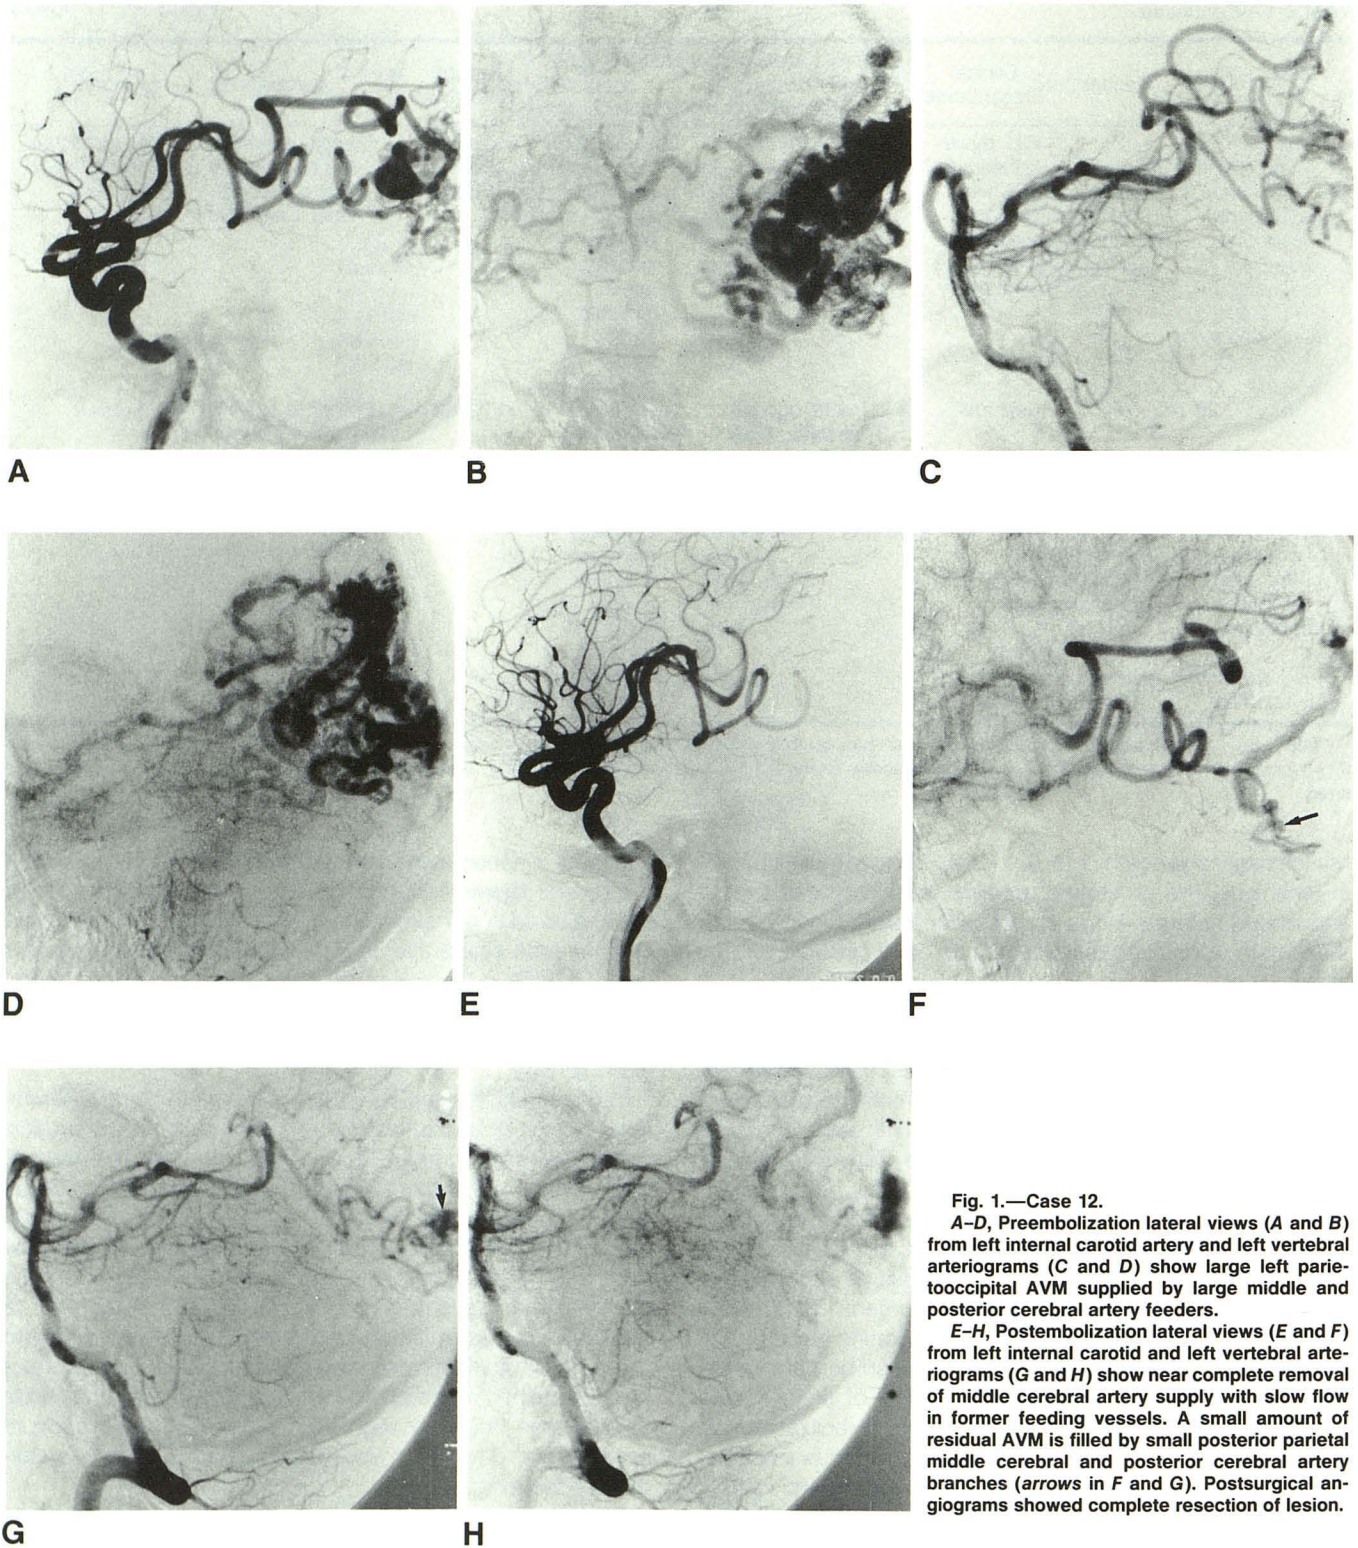 A
B
C
D
E
F
G
H
Fig. 1.—Case 12.
A–D, Preembolization lateral views (A and B)
from left internal carotid artery and left vertebral
arteriograms (C and D) show large left parie-
tooccipital AVM supplied by large middle and
posterior cerebral artery feeders.
E–H, Postembolization lateral views (E and F)
from left internal carotid and left vertebral arte-
riograms (G and H) show near complete removal
of middle cerebral artery supply with slow flow
in former feeding vessels. A small amount of
residual AVM is filled by small posterior parietal
middle cerebral and posterior cerebral artery
branches (arrows in F and G). Postsurgical an-
giograms showed complete resection of lesion.